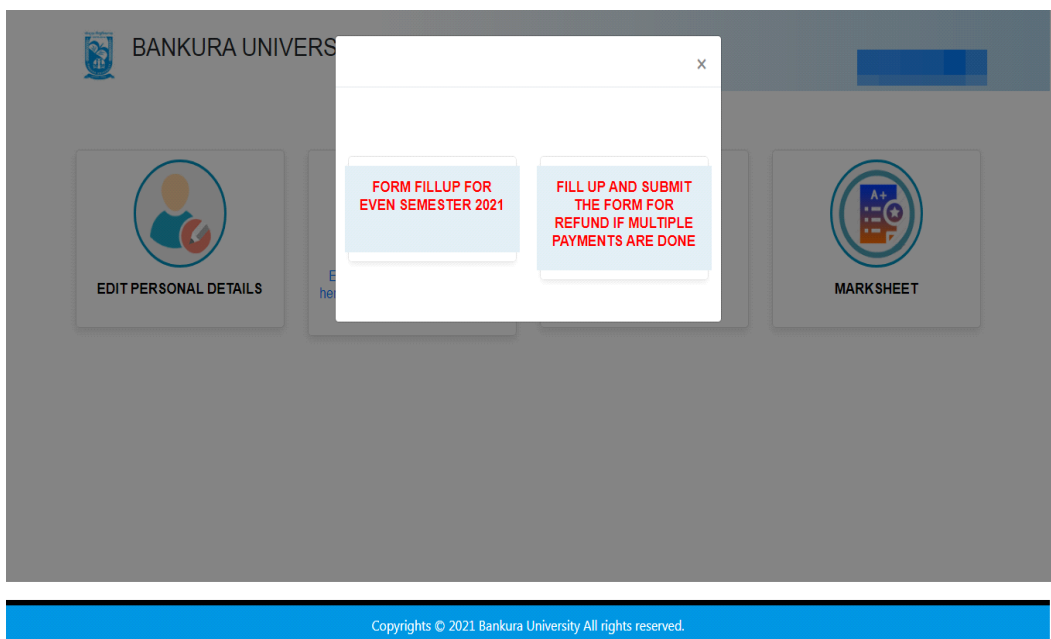 BANKURA UNIVERS
×
FORM FILLUP FOR
EVEN SEMESTER 2021
FILL UP AND SUBMIT
THE FORM FOR
REFUND IF MULTIPLE
PAYMENTS ARE DONE
EDIT PERSONAL DETAILS
E
her
A+
MARKSHEET
Copyrights © 2021 Bankura University All rights reserved.